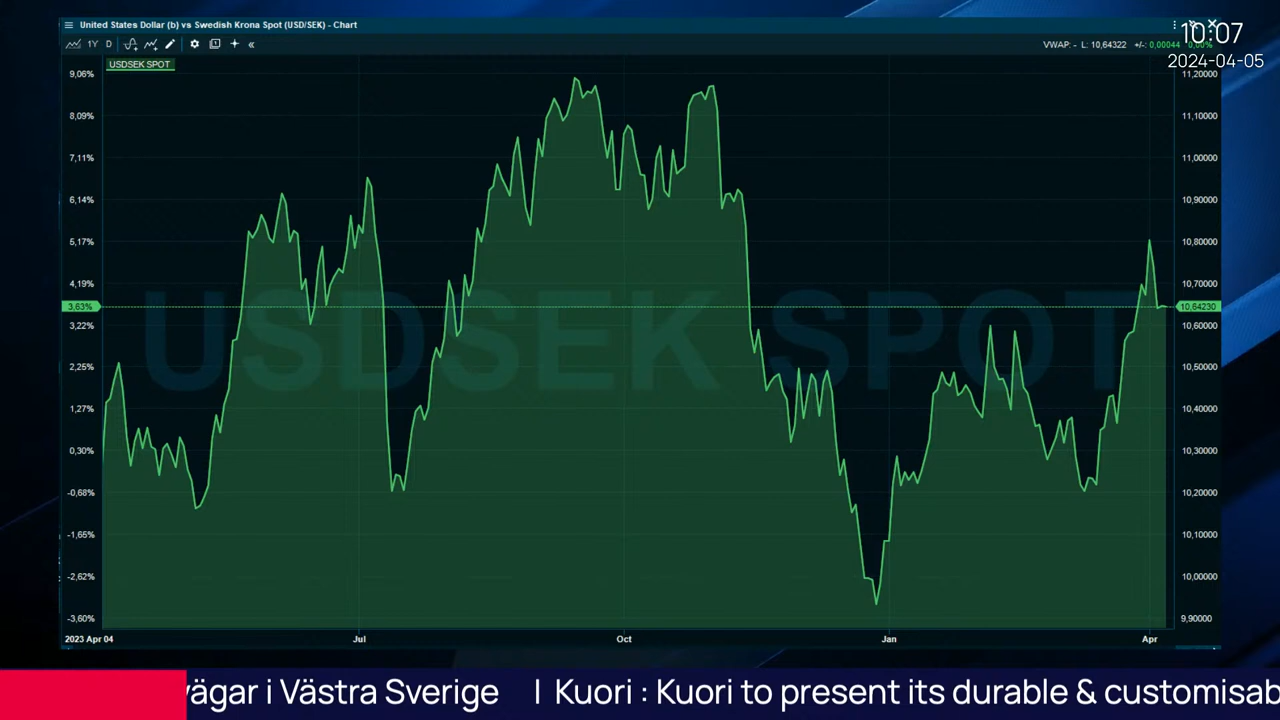 United States Dollar (b) vs Swedish Krona Spot (USD/SEK) - Chart
10:07
1Y D
VWAP: - L: 10,64322 +/-: 0,00044 0,00%
2024-04-05
USDSEK SPOT
9,06% 11,20000
8,09% 11,10000
7,11% 11,00000
6,14% 10,90000
5,17% 10,80000
4,19% 10,70000
3,63% 10,64230
3,22% 10,60000
USDSEK SPOT
2,25% 10,50000
1,27% 10,40000
0,30% 10,30000
-0,68% 10,20000
-1,65% 10,10000
-2,62% 10,00000
-3,60% 9,90000
2023 Apr 04 Jul Oct Jan Apr
vägar i Västra Sverige | Kuori : Kuori to present its durable & customisab